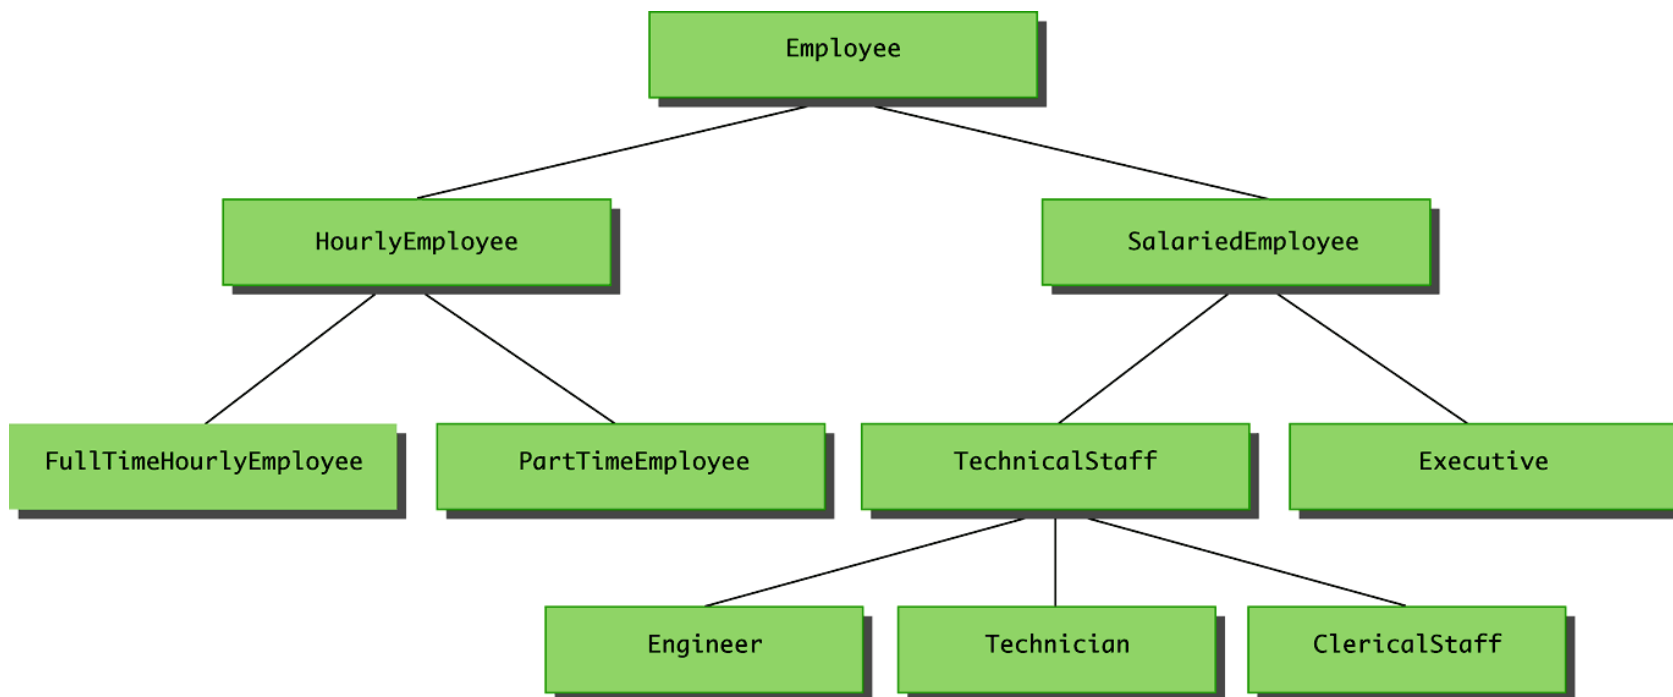 Employee
HourlyEmployee
SalariedEmployee
FullTimeHourlyEmployee
PartTimeEmployee
TechnicalStaff
Executive
Engineer
Technician
ClericalStaff